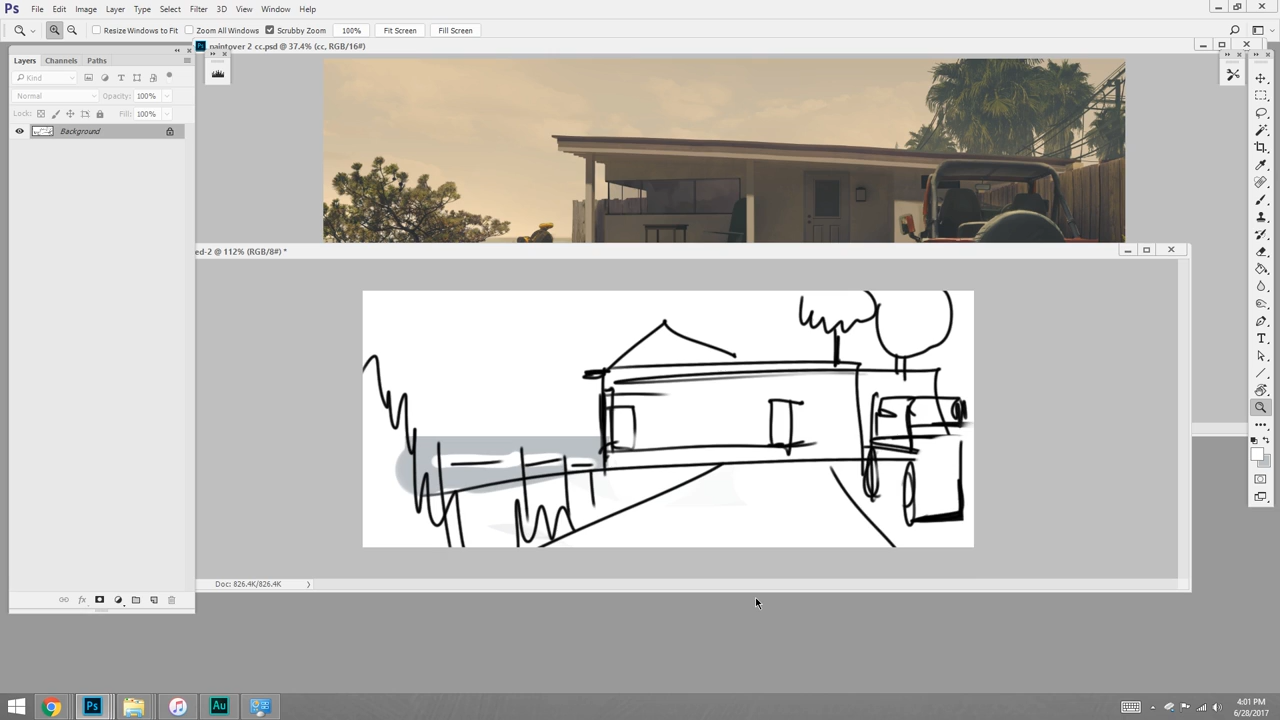 Ps File Edit Image Layer Type Select Filter 3D View Window Help
Resize Windows to Fit Zoom All Windows Scrubby Zoom 100% Fit Screen Fill Screen
paintover 2 cc.psd @ 37.4% (cc, RGB/16#)
Layers Channels Paths
Kind
Normal Opacity: 100%
Lock: Fill: 100%
Background
ed-2 @ 112% (RGB/8#) *
Doc: 826.4K/826.4K
Ps Au
4:01 PM
6/28/2017